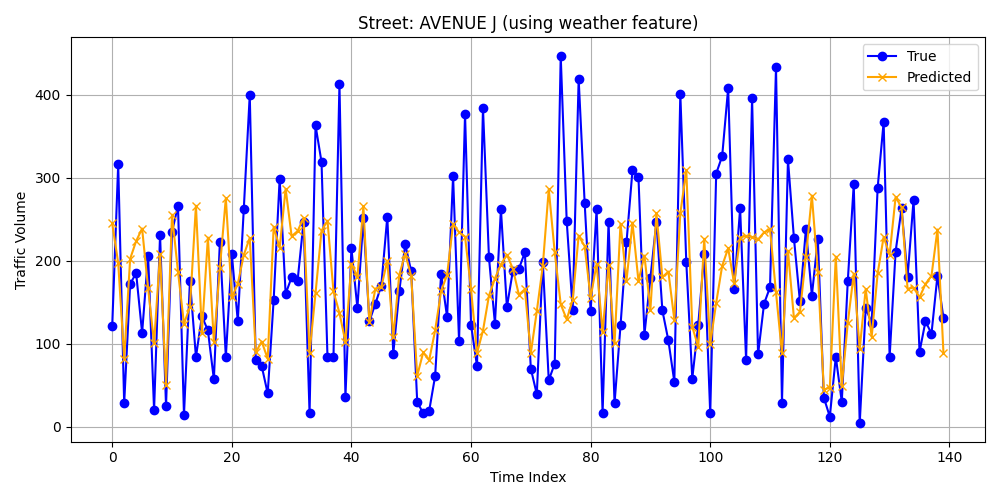 Street: AVENUE J (using weather feature)
True
Predicted
Traffic Volume
400
300
200
100
0
0 20 40 60 80 100 120 140
Time Index